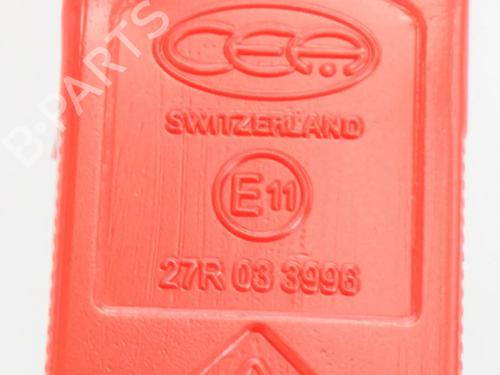 CEA
SWITZERLAND
E11
27R 03 3996
B-PARTS